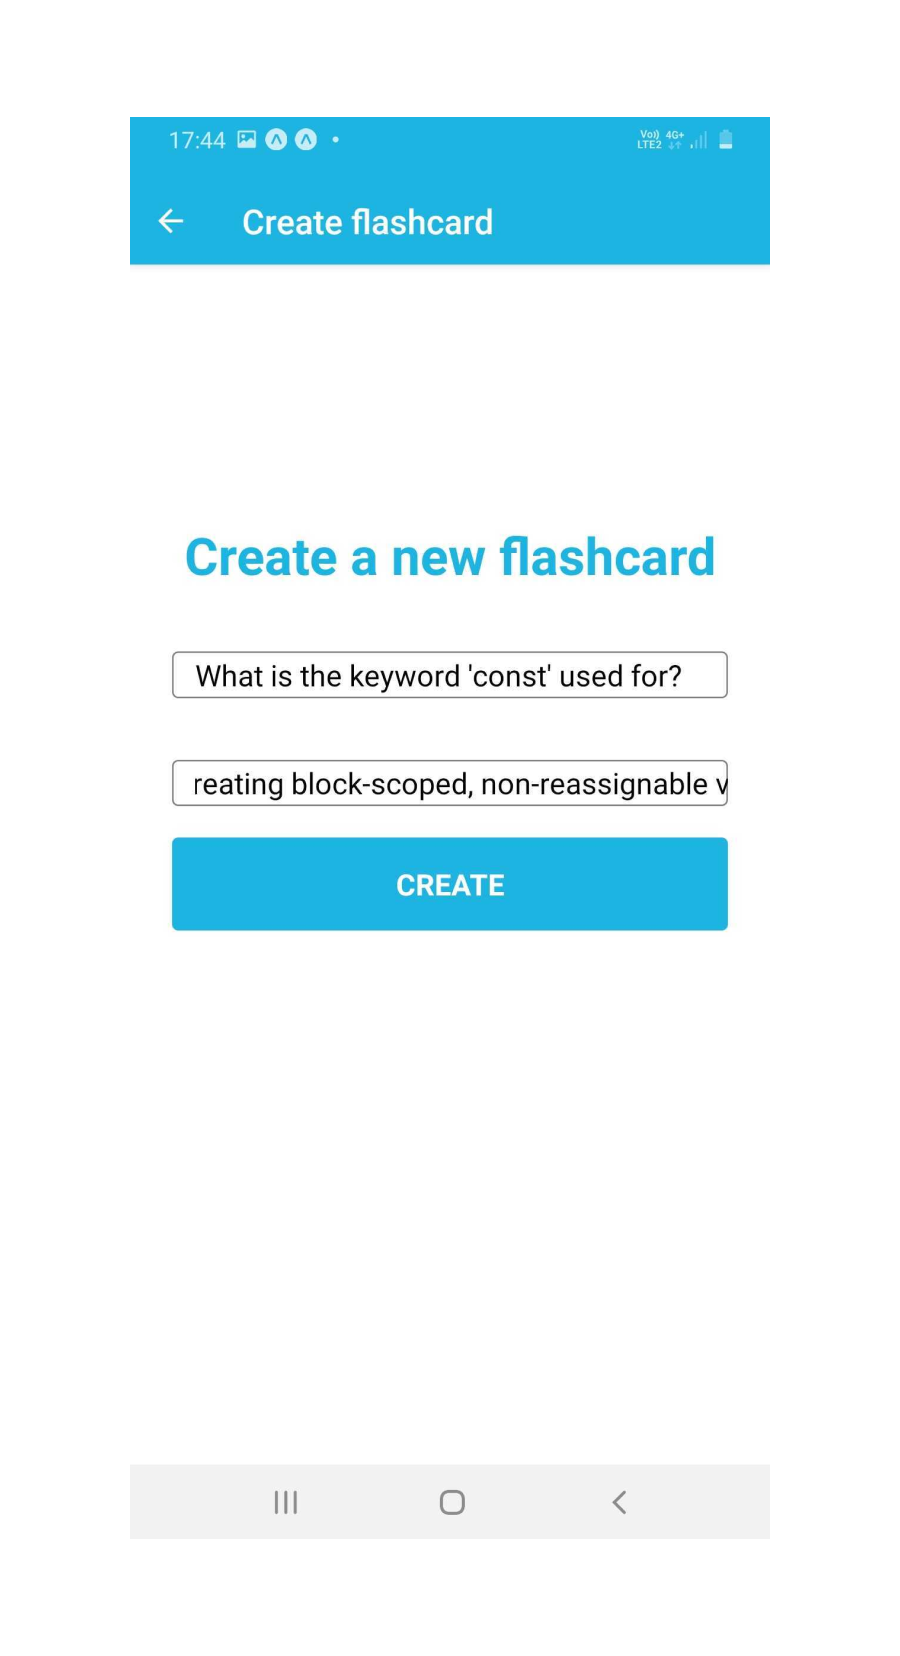 17:44
Vo)) 4G+
LTE2
Create flashcard
Create a new flashcard
What is the keyword 'const' used for?
reating block-scoped, non-reassignable v
CREATE